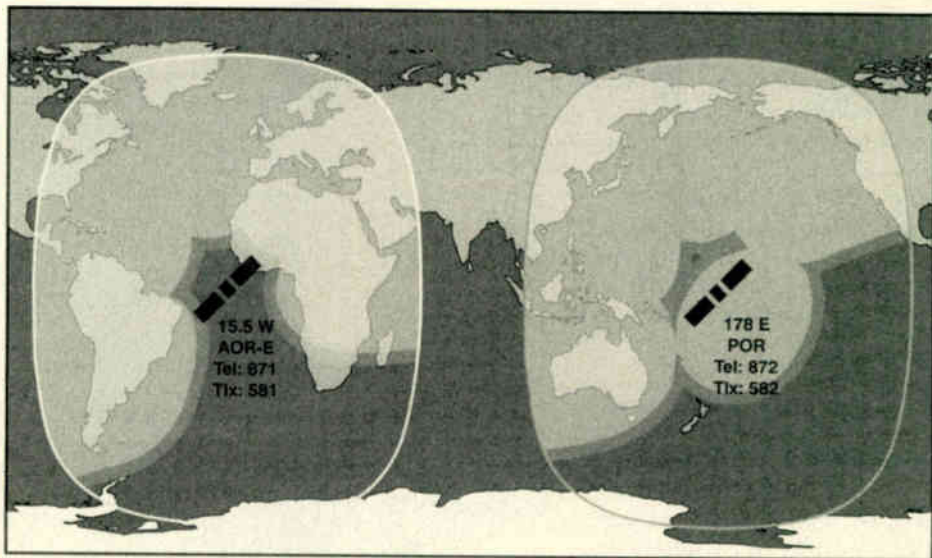 15.5 W
AOR-E
Tel: 871
Tlx: 581
178 E
POR
Tel: 872
Tlx: 582